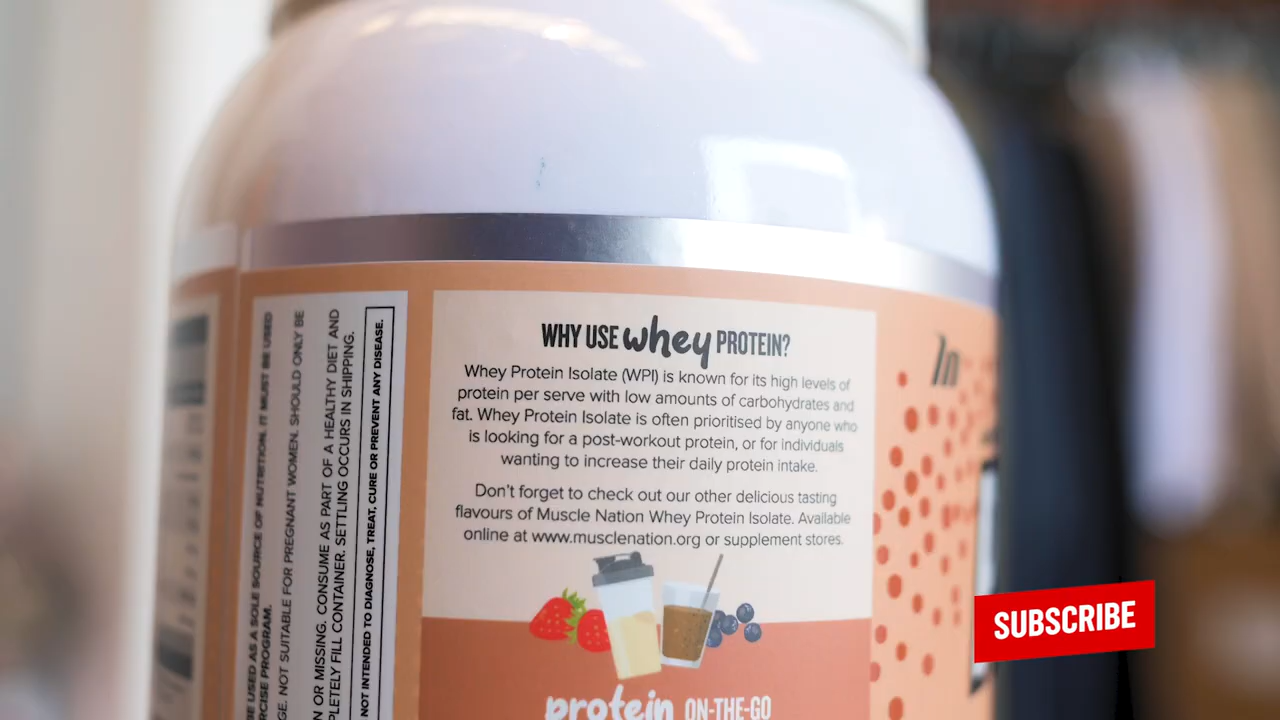 BE USED AS A SOLE SOURCE OF NUTRITION. IT MUST BE USED
RCISE PROGRAM.
GE. NOT SUITABLE FOR PREGNANT WOMEN. SHOULD ONLY BE
N OR MISSING. CONSUME AS PART OF A HEALTHY DIET AND
PLETELY FILL CONTAINER. SETTLING OCCURS IN SHIPPING.
NOT INTENDED TO DIAGNOSE, TREAT, CURE OR PREVENT ANY DISEASE.
WHY USE whey PROTEIN?
Whey Protein Isolate (WPI) is known for its high levels of
protein per serve with low amounts of carbohydrates and
fat. Whey Protein Isolate is often prioritised by anyone who
is looking for a post-workout protein, or for individuals
wanting to increase their daily protein intake.
Don't forget to check out our other delicious tasting
flavours of Muscle Nation Whey Protein Isolate. Available
online at www.musclenation.org or supplement stores.
protein ON-THE-GO
SUBSCRIBE